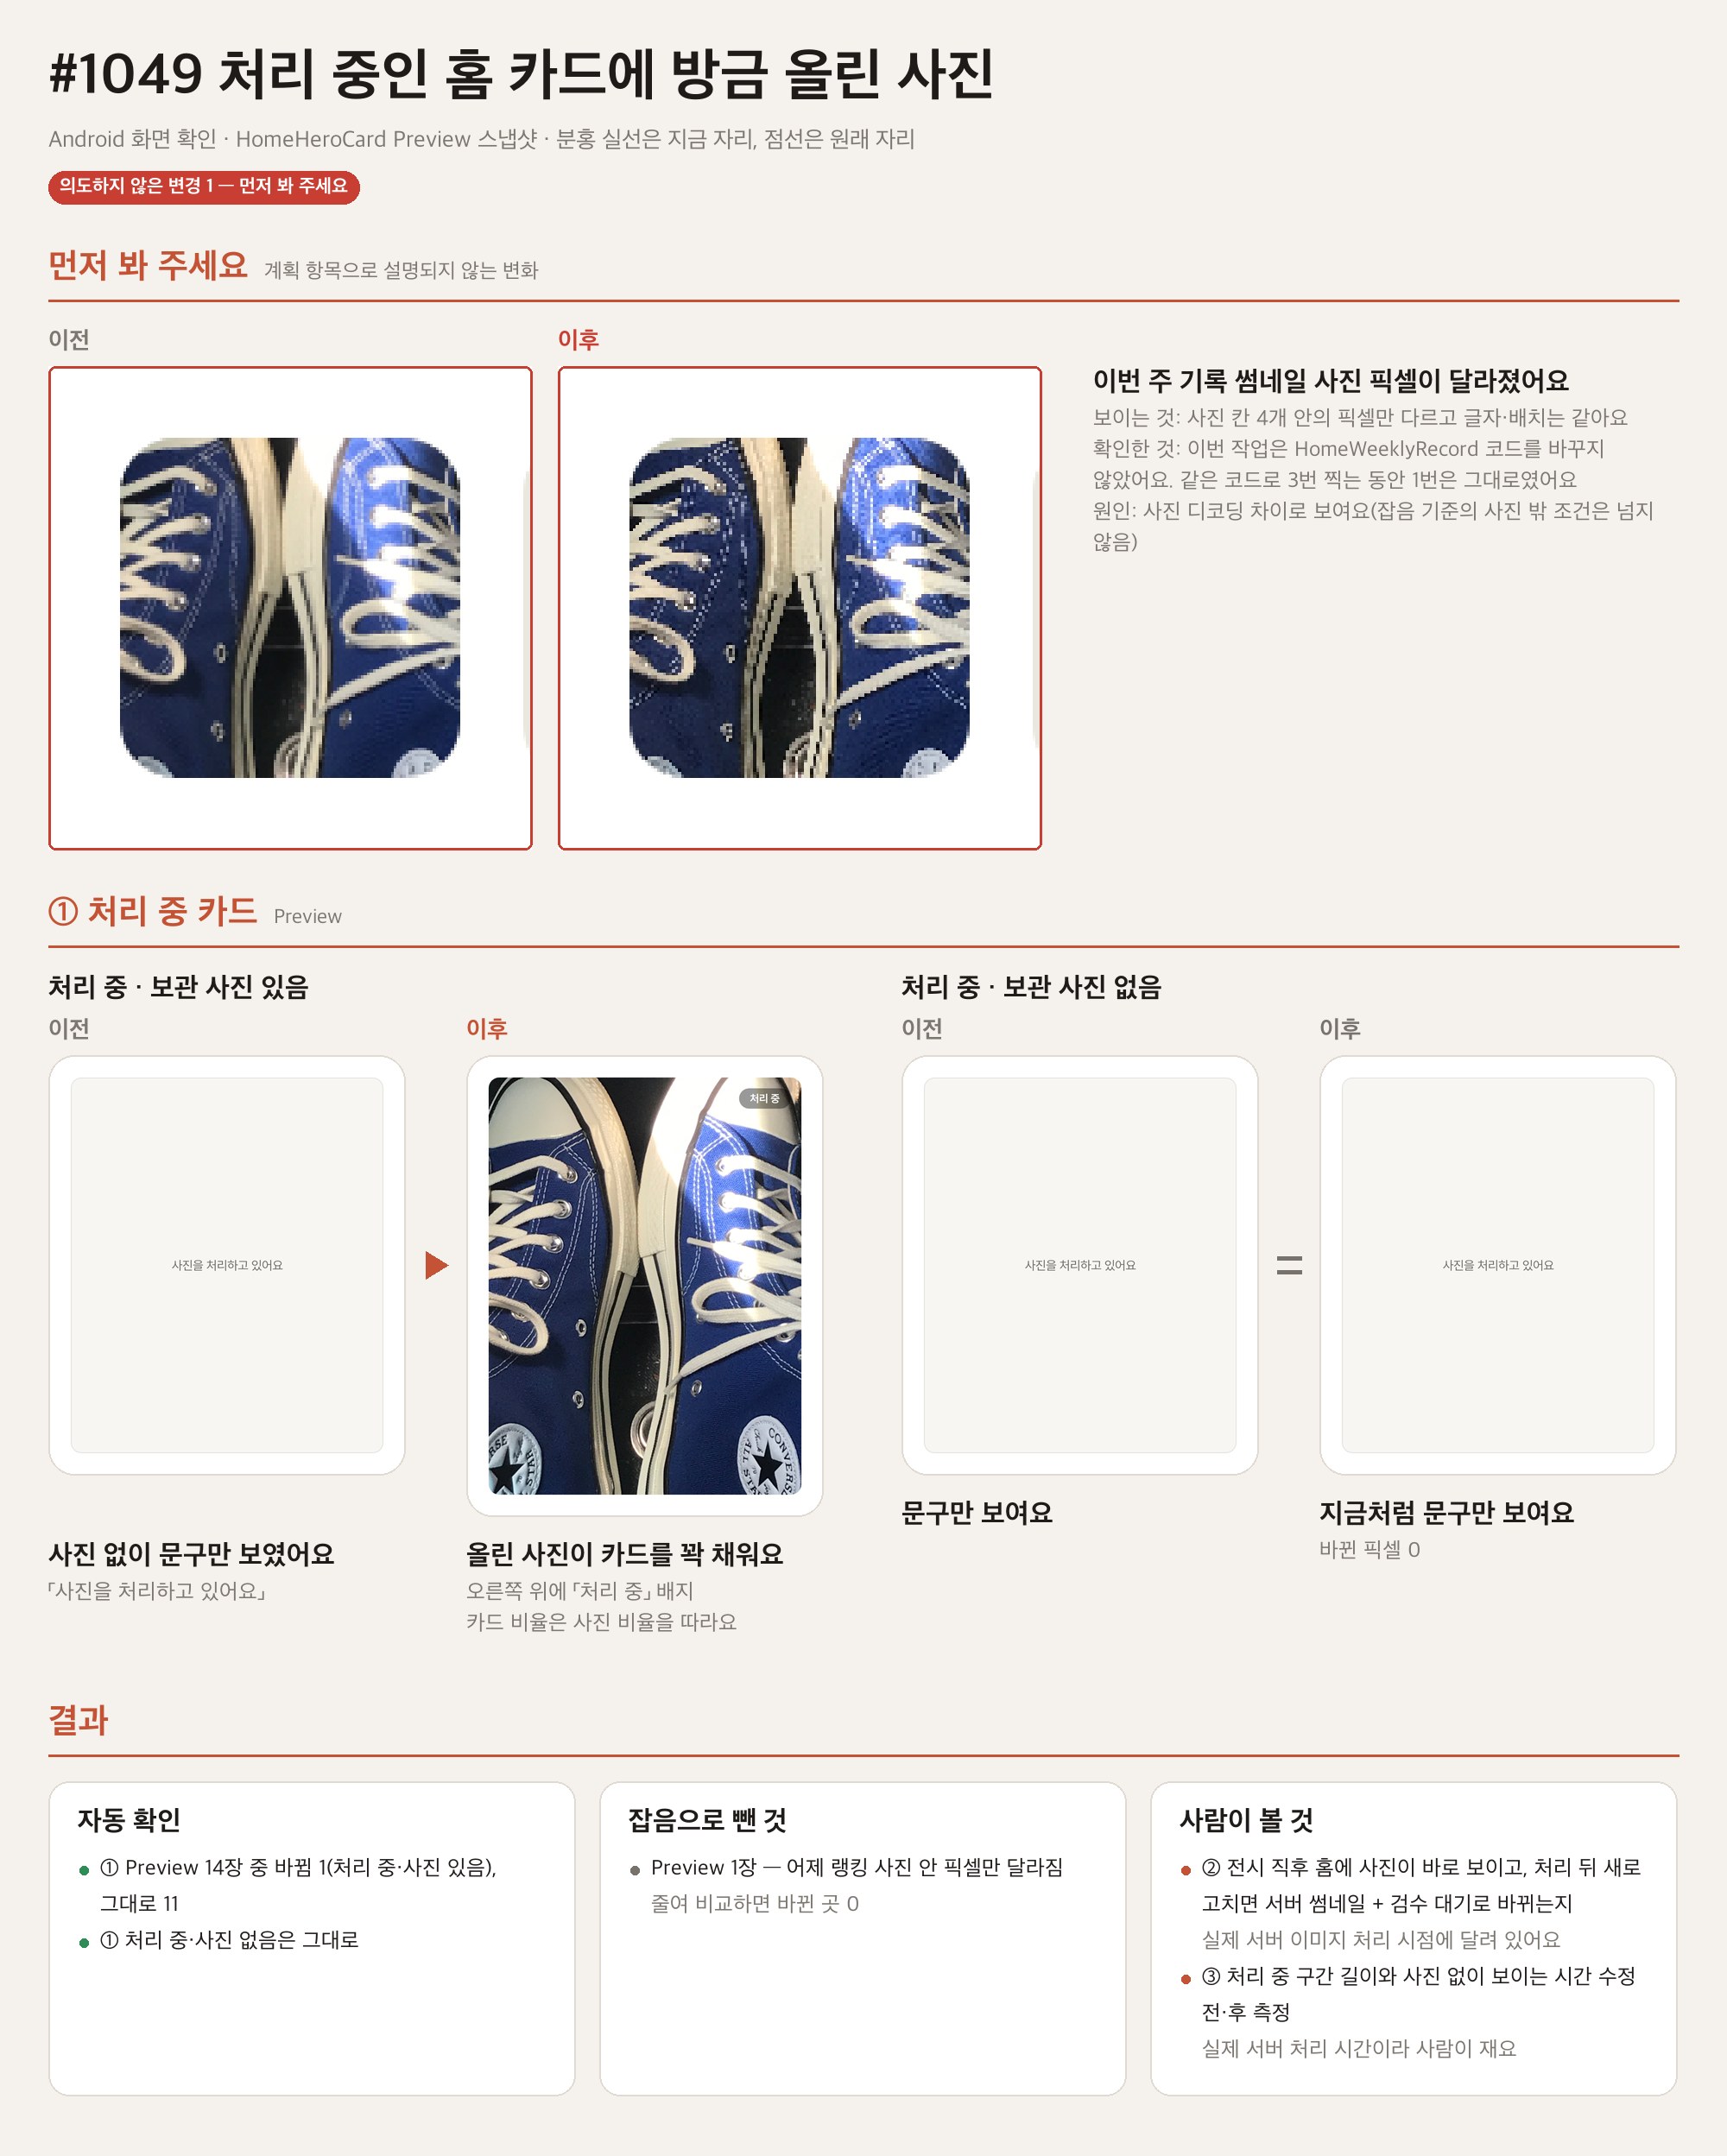 #1049 처리 중인 홈 카드에 방금 올린 사진
Android 화면 확인 · HomeHeroCard Preview 스냅샷 · 분홍 실선은 지금 자리, 점선은 원래 자리
의도하지 않은 변경 1 — 먼저 봐 주세요
먼저 봐 주세요 계획 항목으로 설명되지 않는 변화
이전
이후
이번 주 기록 썸네일 사진 픽셀이 달라졌어요
보이는 것: 사진 칸 4개 안의 픽셀만 다르고 글자·배치는 같아요
확인한 것: 이번 작업은 HomeWeeklyRecord 코드를 바꾸지
않았어요. 같은 코드로 3번 찍는 동안 1번은 그대로였어요
원인: 사진 디코딩 차이로 보여요(잡음 기준의 사진 밖 조건은 넘지
않음)
① 처리 중 카드 Preview
처리 중 · 보관 사진 있음
이전
이후
사진을 처리하고 있어요
처리 중
CONVERSE
ALL STAR
사진 없이 문구만 보였어요
「사진을 처리하고 있어요」
올린 사진이 카드를 꽉 채워요
오른쪽 위에 「처리 중」 배지
카드 비율은 사진 비율을 따라요
처리 중 · 보관 사진 없음
이전
이후
사진을 처리하고 있어요
=
사진을 처리하고 있어요
문구만 보여요
지금처럼 문구만 보여요
바뀐 픽셀 0
결과
자동 확인
① Preview 14장 중 바뀜 1(처리 중·사진 있음),
그대로 11
① 처리 중·사진 없음은 그대로
잡음으로 뺀 것
Preview 1장 — 어제 랭킹 사진 안 픽셀만 달라짐
줄여 비교하면 바뀐 곳 0
사람이 볼 것
② 전시 직후 홈에 사진이 바로 보이고, 처리 뒤 새로
고치면 서버 썸네일 + 검수 대기로 바뀌는지
실제 서버 이미지 처리 시점에 달려 있어요
③ 처리 중 구간 길이와 사진 없이 보이는 시간 수정
전·후 측정
실제 서버 처리 시간이라 사람이 재요